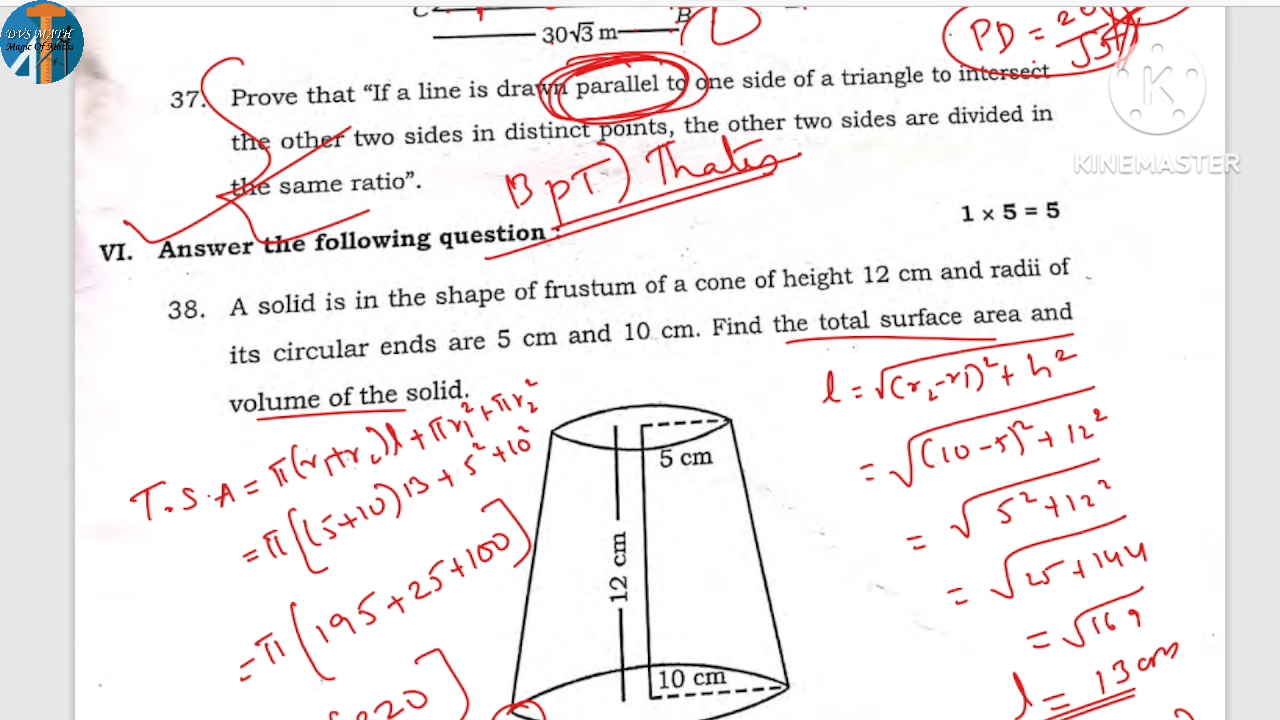 DVS MATH
Magic Of Maths
C
B
30√3 m
PD = 
37. Prove that “If a line is drawn parallel to one side of a triangle to intersect
the other two sides in distinct points, the other two sides are divided in
the same ratio”.
BPT) Thales
KINEMASTER
VI. Answer the following question :
1 × 5 = 5
38. A solid is in the shape of frustum of a cone of height 12 cm and radii of
its circular ends are 5 cm and 10 cm. Find the total surface area and
volume of the solid.
T.S.A = π(r₁+r₂)l + πr₁² + πr₂²
= π[(5+10)13 + 5² + 10²
= π[195+25+100]
220]
5 cm
12 cm
10 cm
l = √(r₂-r₁)² + h²
= √(10-5)² + 12²
= √5² + 12²
= √25 + 144
= √169
l = 13 cm